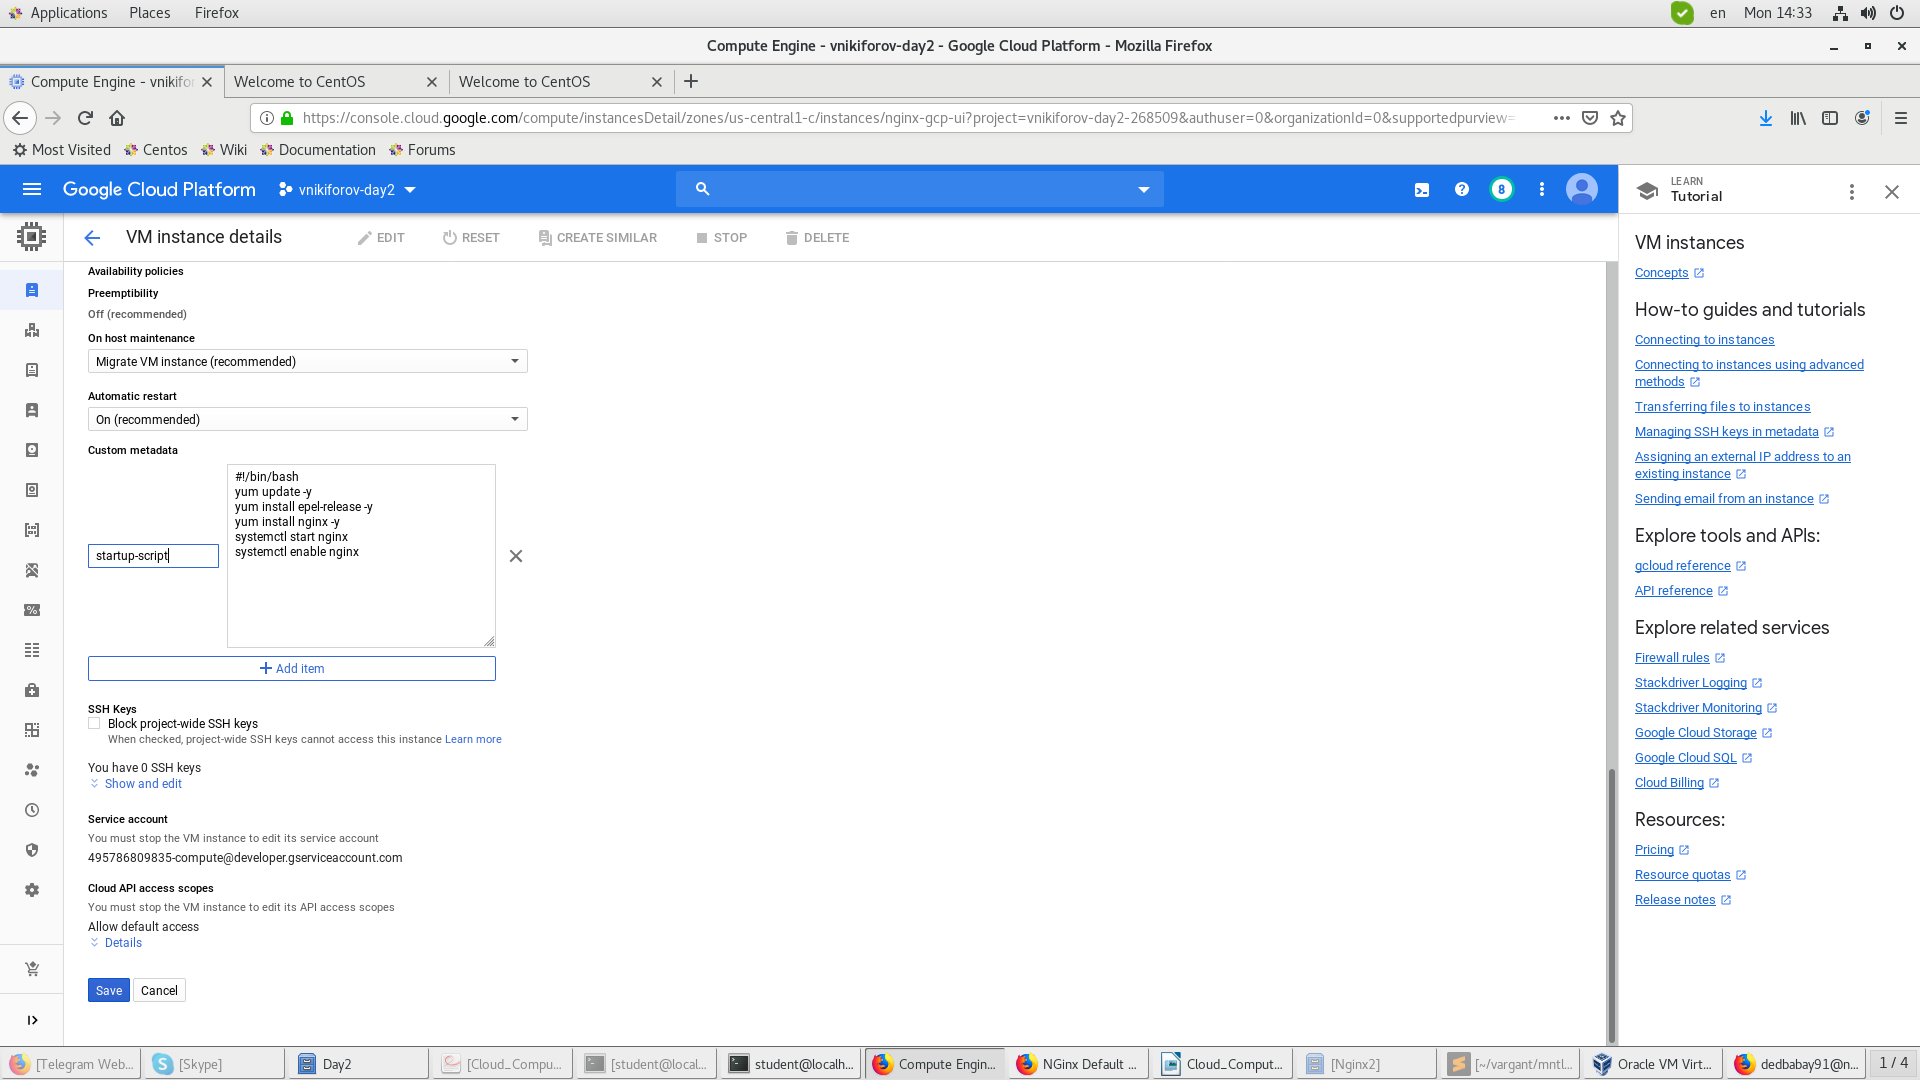 Applications Places Firefox en Mon 14:33
Compute Engine - vnikiforov-day2 - Google Cloud Platform - Mozilla Firefox
Compute Engine - vnikifor Welcome to CentOS Welcome to CentOS
https://console.cloud.google.com/compute/instancesDetail/zones/us-central1-c/instances/nginx-gcp-ui?project=vnikiforov-day2-268509&authuser=0&organizationId=0&supportedpurview=
Most Visited Centos Wiki Documentation Forums
Google Cloud Platform vnikiforov-day2 8
VM instance details EDIT RESET CREATE SIMILAR STOP DELETE
Availability policies
Preemptibility
Off (recommended)
On host maintenance
Migrate VM instance (recommended)
Automatic restart
On (recommended)
Custom metadata
startup-script
#!/bin/bash
yum update -y
yum install epel-release -y
yum install nginx -y
systemctl start nginx
systemctl enable nginx
Add item
SSH Keys
Block project-wide SSH keys
When checked, project-wide SSH keys cannot access this instance Learn more
You have 0 SSH keys
Show and edit
Service account
You must stop the VM instance to edit its service account
495786809835-compute@developer.gserviceaccount.com
Cloud API access scopes
You must stop the VM instance to edit its API access scopes
Allow default access
Details
Save Cancel
LEARN
Tutorial
VM instances
Concepts
How-to guides and tutorials
Connecting to instances
Connecting to instances using advanced
methods
Transferring files to instances
Managing SSH keys in metadata
Assigning an external IP address to an
existing instance
Sending email from an instance
Explore tools and APIs:
gcloud reference
API reference
Explore related services
Firewall rules
Stackdriver Logging
Stackdriver Monitoring
Google Cloud Storage
Google Cloud SQL
Cloud Billing
Resources:
Pricing
Resource quotas
Release notes
[Telegram Web... [Skype] Day2 [Cloud_Compu... [student@local... student@localh... Compute Engin... NGinx Default ... Cloud_Comput... [Nginx2] [~/vargant/mntl... Oracle VM Virt... dedbabay91@n... 1 / 4